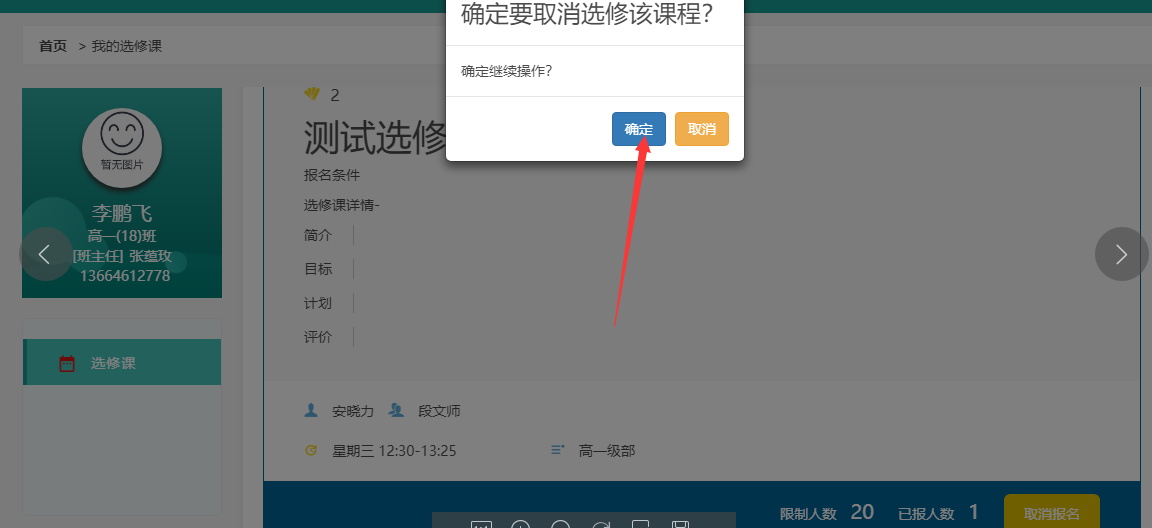 确定要取消选修该课程?
确定继续操作?
确定
取消
首页 > 我的选修课
暂无图片
李鹏飞
高一(18)班
[班主任] 张蕴玫
13664612778
选修课
2
测试选修
报名条件
选修课详情-
简介
目标
计划
评价
安晓力 段文师
星期三 12:30-13:25
高一级部
限制人数 20 已报人数 1 取消报名